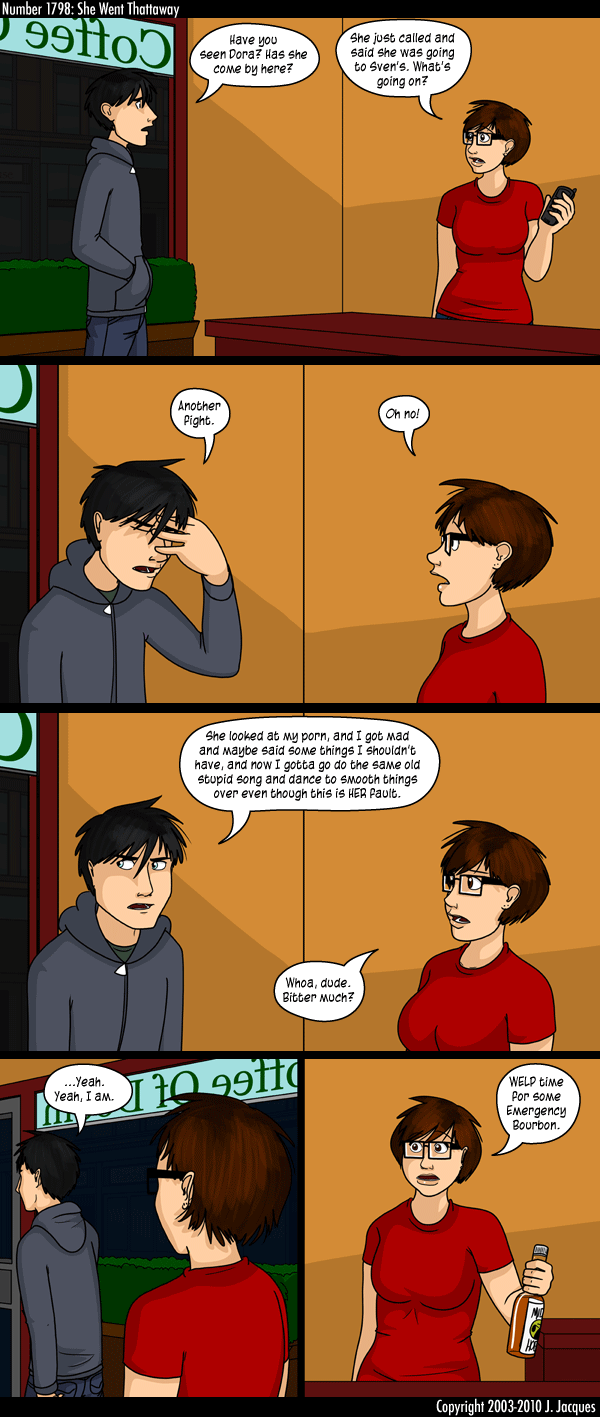 Number 1798: She Went Thattaway
Coffee O
Have you
seen Dora? Has she
come by here?
She just called and
said she was going
to Sven's. What's
going on?
Another
fight.
Oh no!
She looked at my porn, and I got mad
and maybe said some things I shouldn't
have, and now I gotta go do the same old
stupid song and dance to smooth things
over even though this is HER fault.
Whoa, dude.
Bitter much?
...Yeah.
Yeah, I am.
offee Of D
WELP time
for some
Emergency
Bourbon.
Copyright 2003-2010 J. Jacques